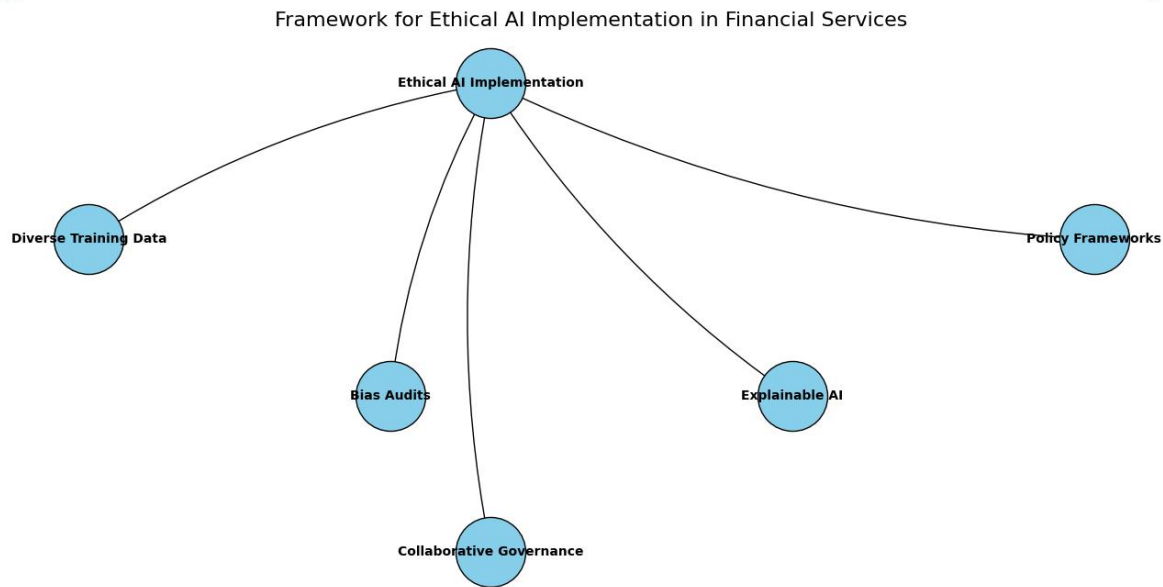 Framework for Ethical AI Implementation in Financial Services
Ethical AI Implementation
Diverse Training Data
Policy Frameworks
Bias Audits
Explainable AI
Collaborative Governance